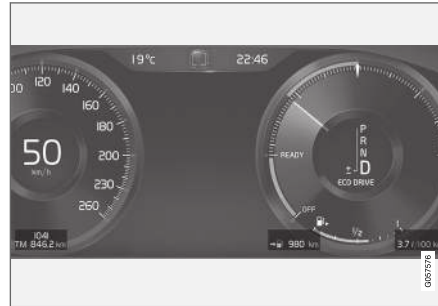 19°C 22:46
00 120 140
160
180
200
230
260
50
km/h
1041
TM 846.2 km
P
R
N
± D
ECO DRIVE
READY
OFF
1/2
1
980 km
3.7 l/100 k
G057576